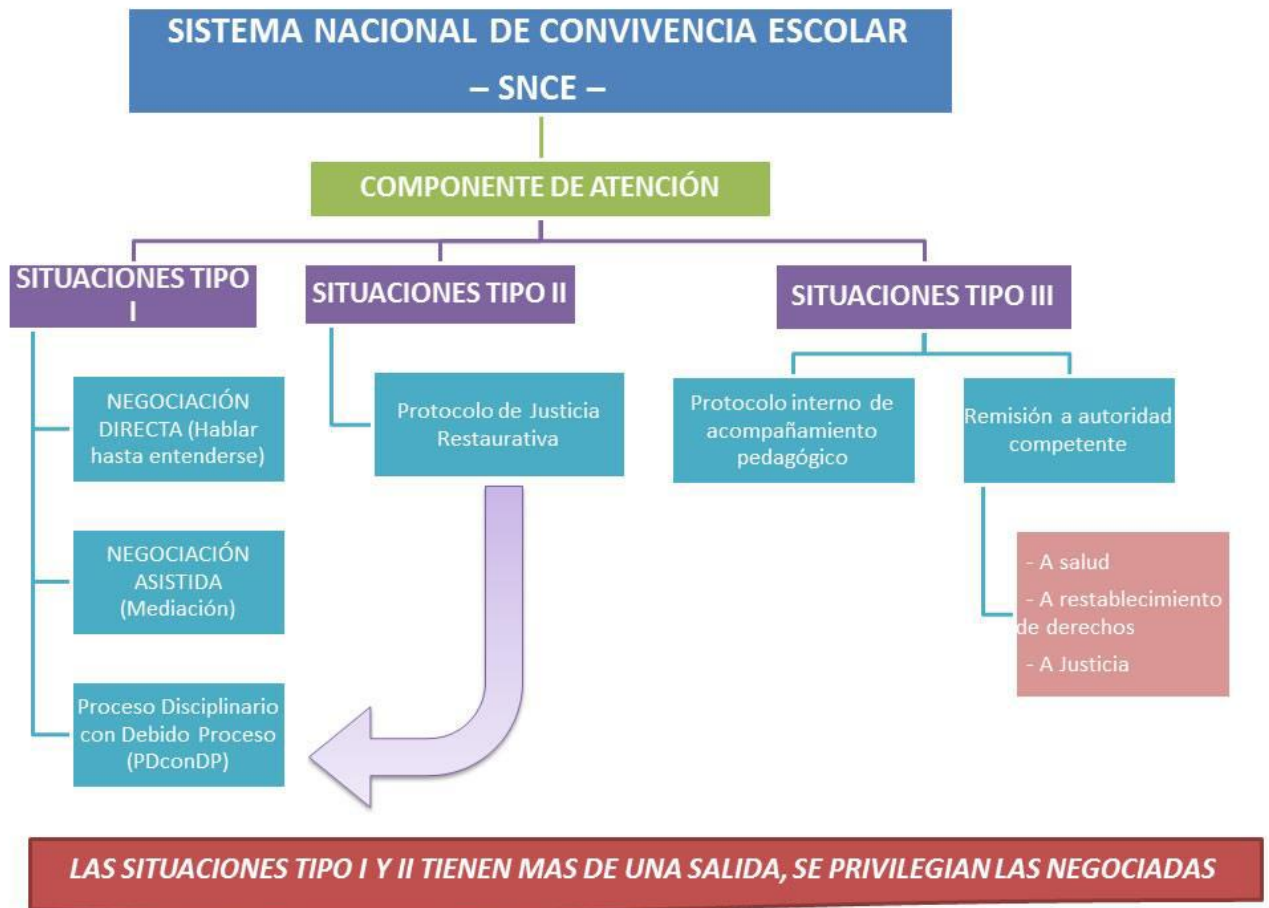 SISTEMA NACIONAL DE CONVIVENCIA ESCOLAR
– SNCE –
COMPONENTE DE ATENCIÓN
SITUACIONES TIPO
I
NEGOCIACIÓN
DIRECTA (Hablar
hasta entenderse)
NEGOCIACIÓN
ASISTIDA
(Mediación)
Proceso Disciplinario
con Debido Proceso
(PDconDP)
SITUACIONES TIPO II
Protocolo de Justicia
Restaurativa
SITUACIONES TIPO III
Protocolo interno de
acompañamiento
pedagógico
Remisión a autoridad
competente
- A salud
- A restablecimiento
de derechos
- A Justicia
LAS SITUACIONES TIPO I Y II TIENEN MAS DE UNA SALIDA, SE PRIVILEGIAN LAS NEGOCIADAS